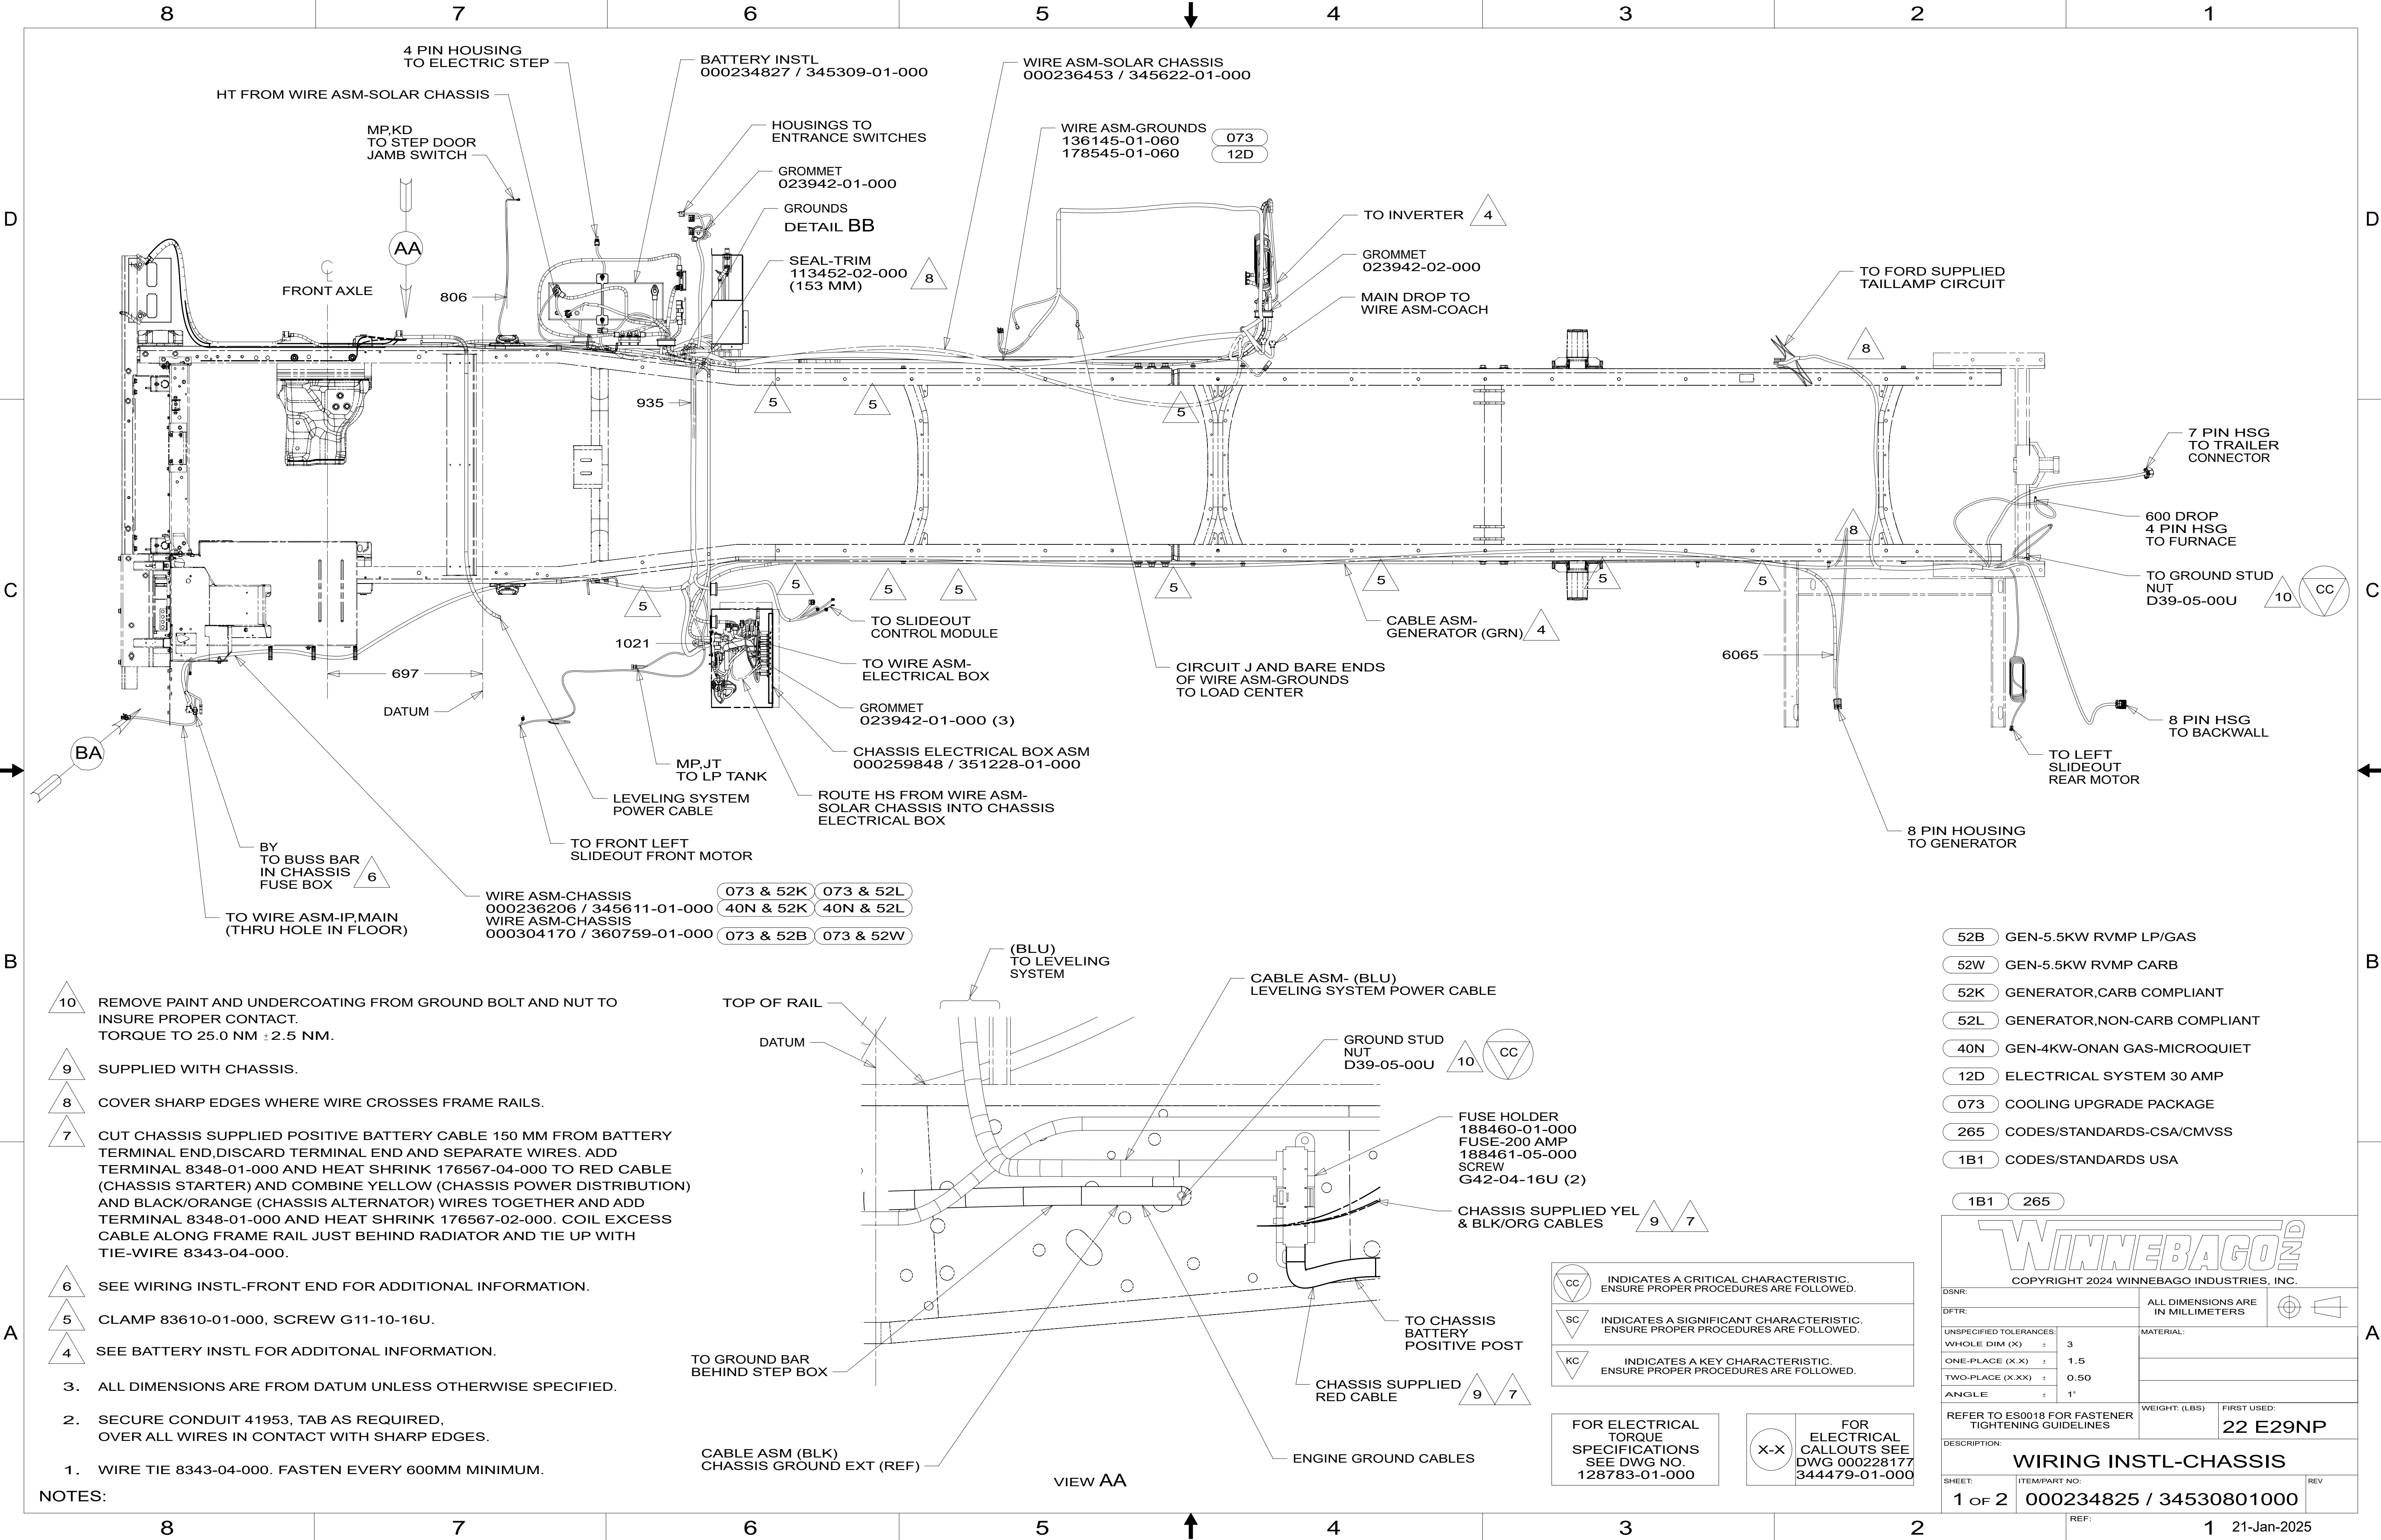 8 7 6 5 4 3 2 1
D
C
B
A
D
C
B
A
4 PIN HOUSING
TO ELECTRIC STEP
BATTERY INSTL
000234827 / 345309-01-000
WIRE ASM-SOLAR CHASSIS
000236453 / 345622-01-000
HT FROM WIRE ASM-SOLAR CHASSIS
MP,KD
TO STEP DOOR
JAMB SWITCH
HOUSINGS TO
ENTRANCE SWITCHES
WIRE ASM-GROUNDS
136145-01-060 073
178545-01-060 12D
GROMMET
023942-01-000
GROUNDS
DETAIL BB
SEAL-TRIM
113452-02-000
(153 MM) 8
AA
CL
FRONT AXLE
806
TO INVERTER 4
GROMMET
023942-02-000
MAIN DROP TO
WIRE ASM-COACH
TO FORD SUPPLIED
TAILLAMP CIRCUIT
8
935
5
5
5
7 PIN HSG
TO TRAILER
CONNECTOR
600 DROP
4 PIN HSG
TO FURNACE
8
TO GROUND STUD
NUT
D39-05-00U 10 CC
5
5
5
5
5
5
5
5
TO SLIDEOUT
CONTROL MODULE
CABLE ASM-
GENERATOR (GRN) 4
1021
TO WIRE ASM-
ELECTRICAL BOX
CIRCUIT J AND BARE ENDS
OF WIRE ASM-GROUNDS
TO LOAD CENTER
6065
697
DATUM
GROMMET
023942-01-000 (3)
CHASSIS ELECTRICAL BOX ASM
000259848 / 351228-01-000
8 PIN HSG
TO BACKWALL
BA
MP,JT
TO LP TANK
TO LEFT
SLIDEOUT
REAR MOTOR
LEVELING SYSTEM
POWER CABLE
ROUTE HS FROM WIRE ASM-
SOLAR CHASSIS INTO CHASSIS
ELECTRICAL BOX
8 PIN HOUSING
TO GENERATOR
TO FRONT LEFT
SLIDEOUT FRONT MOTOR
BY
TO BUSS BAR
IN CHASSIS
FUSE BOX 6
TO WIRE ASM-IP,MAIN
(THRU HOLE IN FLOOR)
WIRE ASM-CHASSIS 073 & 52K 073 & 52L
000236206 / 345611-01-000 40N & 52K 40N & 52L
WIRE ASM-CHASSIS
000304170 / 360759-01-000 073 & 52B 073 & 52W
10 REMOVE PAINT AND UNDERCOATING FROM GROUND BOLT AND NUT TO
INSURE PROPER CONTACT.
TORQUE TO 25.0 NM ±2.5 NM.
9 SUPPLIED WITH CHASSIS.
8 COVER SHARP EDGES WHERE WIRE CROSSES FRAME RAILS.
7 CUT CHASSIS SUPPLIED POSITIVE BATTERY CABLE 150 MM FROM BATTERY
TERMINAL END,DISCARD TERMINAL END AND SEPARATE WIRES. ADD
TERMINAL 8348-01-000 AND HEAT SHRINK 176567-04-000 TO RED CABLE
(CHASSIS STARTER) AND COMBINE YELLOW (CHASSIS POWER DISTRIBUTION)
AND BLACK/ORANGE (CHASSIS ALTERNATOR) WIRES TOGETHER AND ADD
TERMINAL 8348-01-000 AND HEAT SHRINK 176567-02-000. COIL EXCESS
CABLE ALONG FRAME RAIL JUST BEHIND RADIATOR AND TIE UP WITH
TIE-WIRE 8343-04-000.
6 SEE WIRING INSTL-FRONT END FOR ADDITIONAL INFORMATION.
5 CLAMP 83610-01-000, SCREW G11-10-16U.
4 SEE BATTERY INSTL FOR ADDITONAL INFORMATION.
3. ALL DIMENSIONS ARE FROM DATUM UNLESS OTHERWISE SPECIFIED.
2. SECURE CONDUIT 41953, TAB AS REQUIRED,
OVER ALL WIRES IN CONTACT WITH SHARP EDGES.
1. WIRE TIE 8343-04-000. FASTEN EVERY 600MM MINIMUM.
NOTES:
(BLU)
TO LEVELING
SYSTEM
TOP OF RAIL
DATUM
CABLE ASM- (BLU)
LEVELING SYSTEM POWER CABLE
GROUND STUD
NUT
D39-05-00U 10 CC
FUSE HOLDER
188460-01-000
FUSE-200 AMP
188461-05-000
SCREW
G42-04-16U (2)
CHASSIS SUPPLIED YEL
& BLK/ORG CABLES 9 7
TO CHASSIS
BATTERY
POSITIVE POST
TO GROUND BAR
BEHIND STEP BOX
CHASSIS SUPPLIED
RED CABLE 9 7
CABLE ASM (BLK)
CHASSIS GROUND EXT (REF)
ENGINE GROUND CABLES
VIEW AA
52B GEN-5.5KW RVMP LP/GAS
52W GEN-5.5KW RVMP CARB
52K GENERATOR,CARB COMPLIANT
52L GENERATOR,NON-CARB COMPLIANT
40N GEN-4KW-ONAN GAS-MICROQUIET
12D ELECTRICAL SYSTEM 30 AMP
073 COOLING UPGRADE PACKAGE
265 CODES/STANDARDS-CSA/CMVSS
1B1 CODES/STANDARDS USA
1B1 265
CC INDICATES A CRITICAL CHARACTERISTIC.
ENSURE PROPER PROCEDURES ARE FOLLOWED.
SC INDICATES A SIGNIFICANT CHARACTERISTIC.
ENSURE PROPER PROCEDURES ARE FOLLOWED.
KC INDICATES A KEY CHARACTERISTIC.
ENSURE PROPER PROCEDURES ARE FOLLOWED.
FOR ELECTRICAL
TORQUE
SPECIFICATIONS
SEE DWG NO.
128783-01-000
X-X
FOR
ELECTRICAL
CALLOUTS SEE
DWG 000228177
344479-01-000
WINNEBAGO IND
COPYRIGHT 2024 WINNEBAGO INDUSTRIES, INC.
DSNR:
DFTR:
ALL DIMENSIONS ARE
IN MILLIMETERS
UNSPECIFIED TOLERANCES:
WHOLE DIM (X) ± 3
ONE-PLACE (X.X) ± 1.5
TWO-PLACE (X.XX) ± 0.50
ANGLE ± 1°
MATERIAL:
REFER TO ES0018 FOR FASTENER
TIGHTENING GUIDELINES
WEIGHT: (LBS)
FIRST USED:
22 E29NP
DESCRIPTION:
WIRING INSTL-CHASSIS
SHEET:
1 OF 2
ITEM/PART NO:
000234825 / 34530801000
REV
REF:
8 7 6 5 4 3 2 1
21-Jan-2025